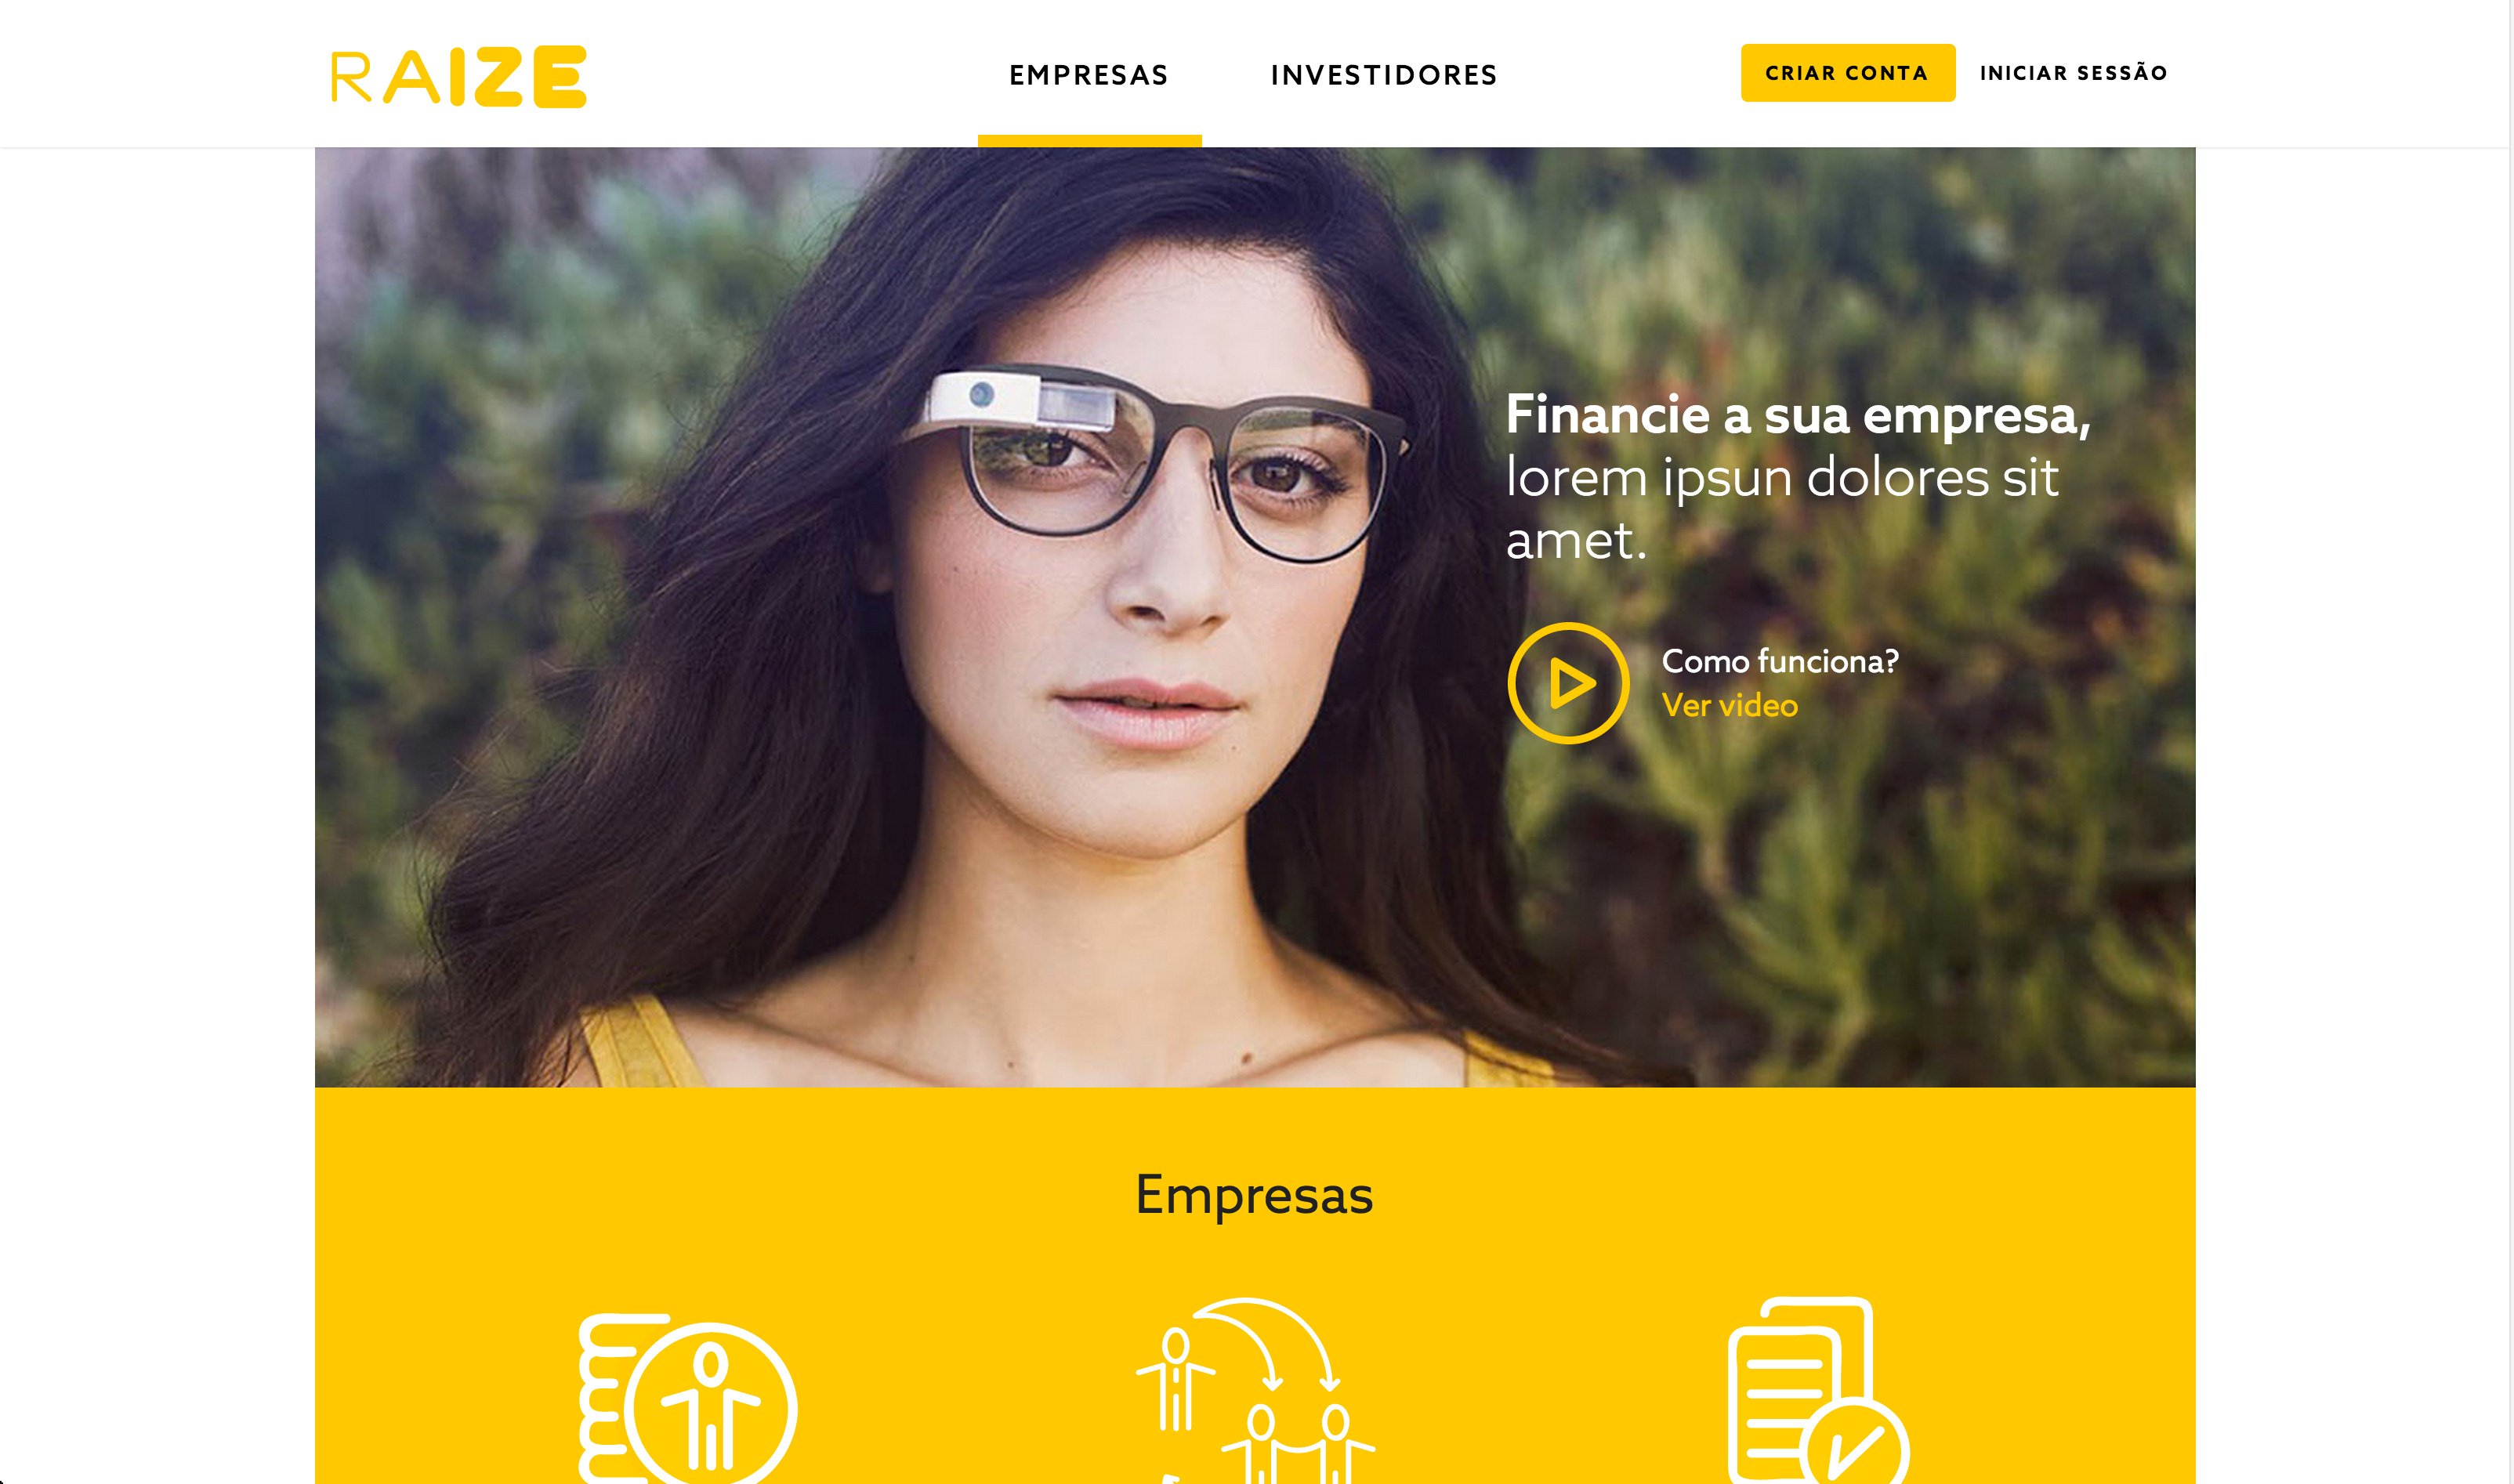 RAIZE
EMPRESAS
INVESTIDORES
CRIAR CONTA
INICIAR SESSÃO
Financie a sua empresa,
lorem ipsun dolores sit
amet.
Como funciona?
Ver video
Empresas